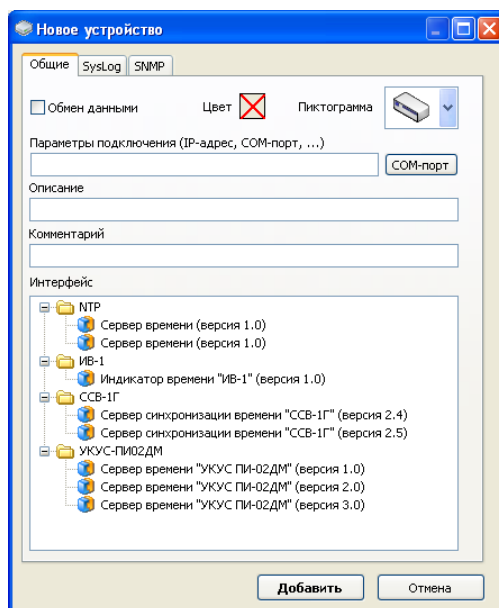 Новое устройство
Общие SysLog SNMP
Обмен данными Цвет Пиктограмма
Параметры подключения (IP-адрес, COM-порт, ...)
COM-порт
Описание
Комментарий
Интерфейс
NTP
Сервер времени (версия 1.0)
Сервер времени (версия 1.0)
ИВ-1
Индикатор времени "ИВ-1" (версия 1.0)
ССВ-1Г
Сервер синхронизации времени "ССВ-1Г" (версия 2.4)
Сервер синхронизации времени "ССВ-1Г" (версия 2.5)
УКУС-ПИ02ДМ
Сервер времени "УКУС ПИ-02ДМ" (версия 1.0)
Сервер времени "УКУС ПИ-02ДМ" (версия 2.0)
Сервер времени "УКУС ПИ-02ДМ" (версия 3.0)
Добавить Отмена